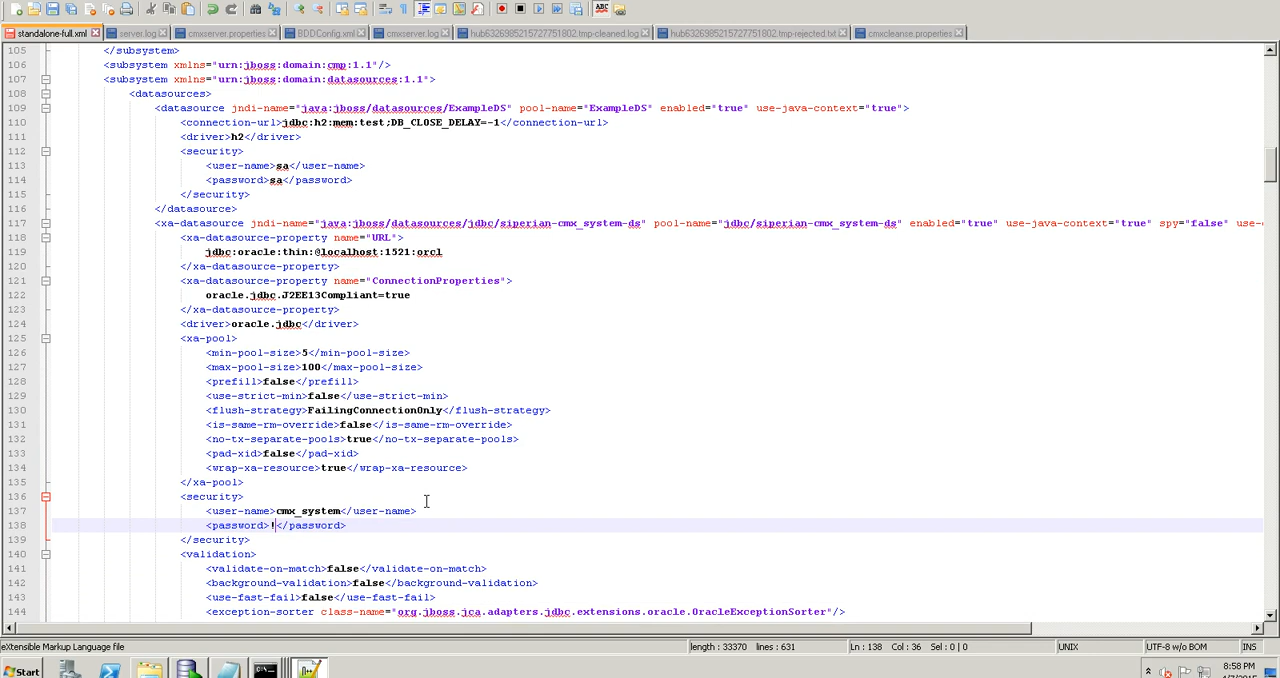 standalone-full.xml server.log cmxserver.properties BDDConfig.xml cmxserver.log hub6326985215727751802.tmp-cleaned.log hub6326985215727751802.tmp-rejected.txt cmxcleanse.properties
105 </subsystem>
106 <subsystem xmlns="urn:jboss:domain:cmp:1.1"/>
107 <subsystem xmlns="urn:jboss:domain:datasources:1.1">
108 <datasources>
109 <datasource jndi-name="java:jboss/datasources/ExampleDS" pool-name="ExampleDS" enabled="true" use-java-context="true">
110 <connection-url>jdbc:h2:mem:test;DB_CLOSE_DELAY=-1</connection-url>
111 <driver>h2</driver>
112 <security>
113 <user-name>sa</user-name>
114 <password>sa</password>
115 </security>
116 </datasource>
117 <xa-datasource jndi-name="java:jboss/datasources/jdbc/siperian-cmx_system-ds" pool-name="jdbc/siperian-cmx_system-ds" enabled="true" use-java-context="true" spy="false" use-c
118 <xa-datasource-property name="URL">
119 jdbc:oracle:thin:@localhost:1521:orcl
120 </xa-datasource-property>
121 <xa-datasource-property name="ConnectionProperties">
122 oracle.jdbc.J2EE13Compliant=true
123 </xa-datasource-property>
124 <driver>oracle.jdbc</driver>
125 <xa-pool>
126 <min-pool-size>5</min-pool-size>
127 <max-pool-size>100</max-pool-size>
128 <prefill>false</prefill>
129 <use-strict-min>false</use-strict-min>
130 <flush-strategy>FailingConnectionOnly</flush-strategy>
131 <is-same-rm-override>false</is-same-rm-override>
132 <no-tx-separate-pools>true</no-tx-separate-pools>
133 <pad-xid>false</pad-xid>
134 <wrap-xa-resource>true</wrap-xa-resource>
135 </xa-pool>
136 <security>
137 <user-name>cmx_system</user-name>
138 <password>!</password>
139 </security>
140 <validation>
141 <validate-on-match>false</validate-on-match>
142 <background-validation>false</background-validation>
143 <use-fast-fail>false</use-fast-fail>
144 <exception-sorter class-name="org.jboss.jca.adapters.jdbc.extensions.oracle.OracleExceptionSorter"/>
eXtensible Markup Language file length : 33370 lines : 631 Ln : 138 Col : 36 Sel : 0 | 0 UNIX UTF-8 w/o BOM INS
Start 8:58 PM